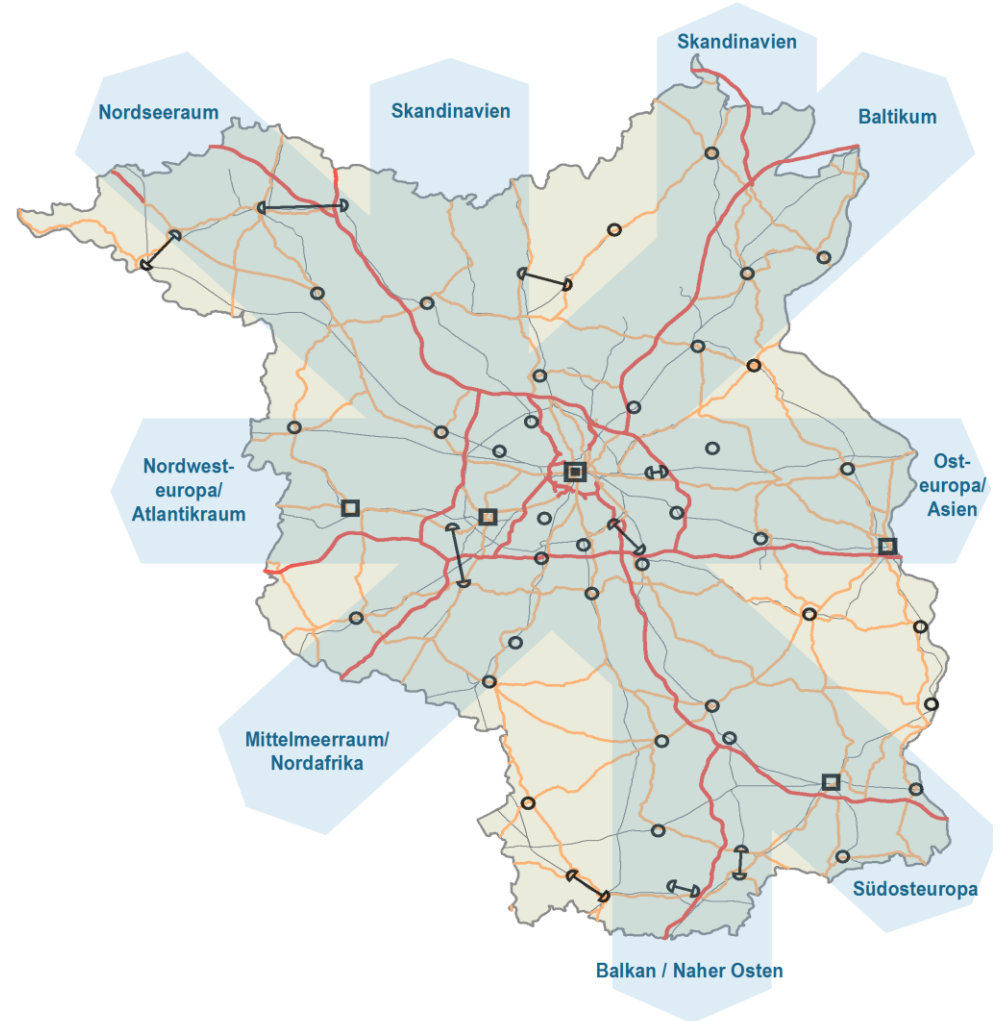 Skandinavien
Nordseeraum
Skandinavien
Baltikum
Nordwest-
europa/
Atlantikraum
Ost-
europa/
Asien
Mittelmeerraum/
Nordafrika
Südosteuropa
Balkan / Naher Osten